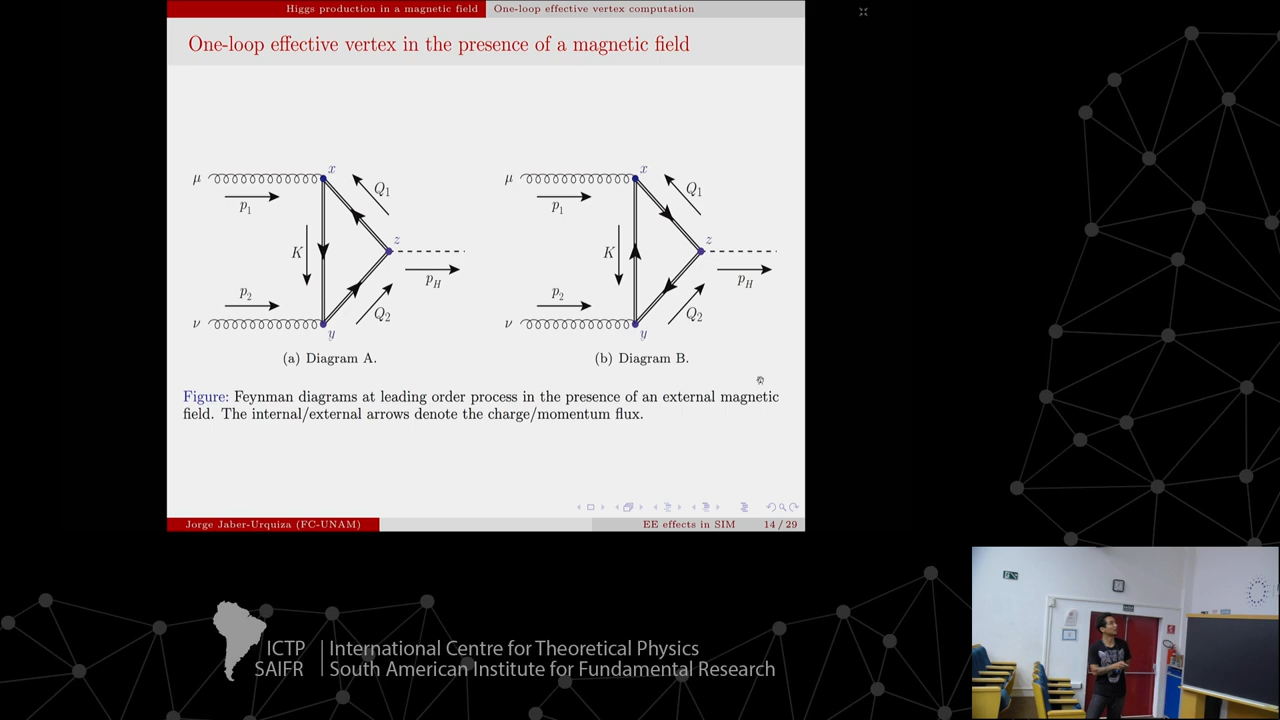 Higgs production in a magnetic field One-loop effective vertex computation
One-loop effective vertex in the presence of a magnetic field
μ x Q1 p1 K z pH p2 Q2 ν y
(a) Diagram A.
μ x Q1 p1 K z pH p2 Q2 ν y
(b) Diagram B.
Figure: Feynman diagrams at leading order process in the presence of an external magnetic
field. The internal/external arrows denote the charge/momentum flux.
Jorge Jaber-Urquiza (FC-UNAM) EE effects in SIM 14 / 29
ICTP International Centre for Theoretical Physics
SAIFR South American Institute for Fundamental Research